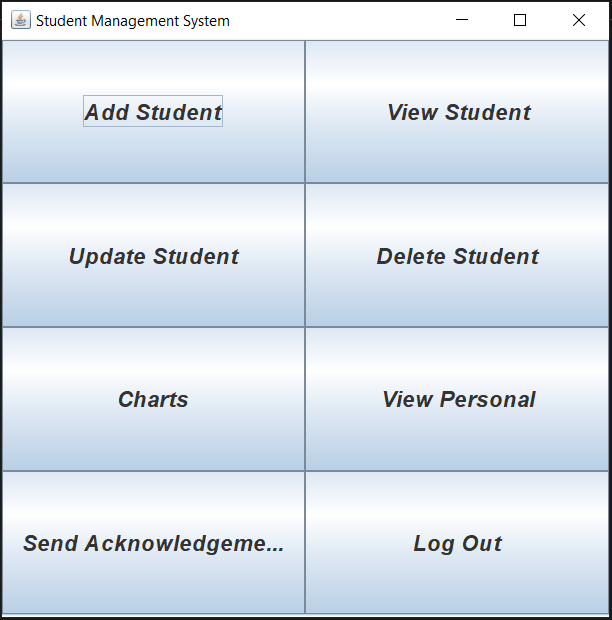 Student Management System
Add Student
View Student
Update Student
Delete Student
Charts
View Personal
Send Acknowledgeme...
Log Out